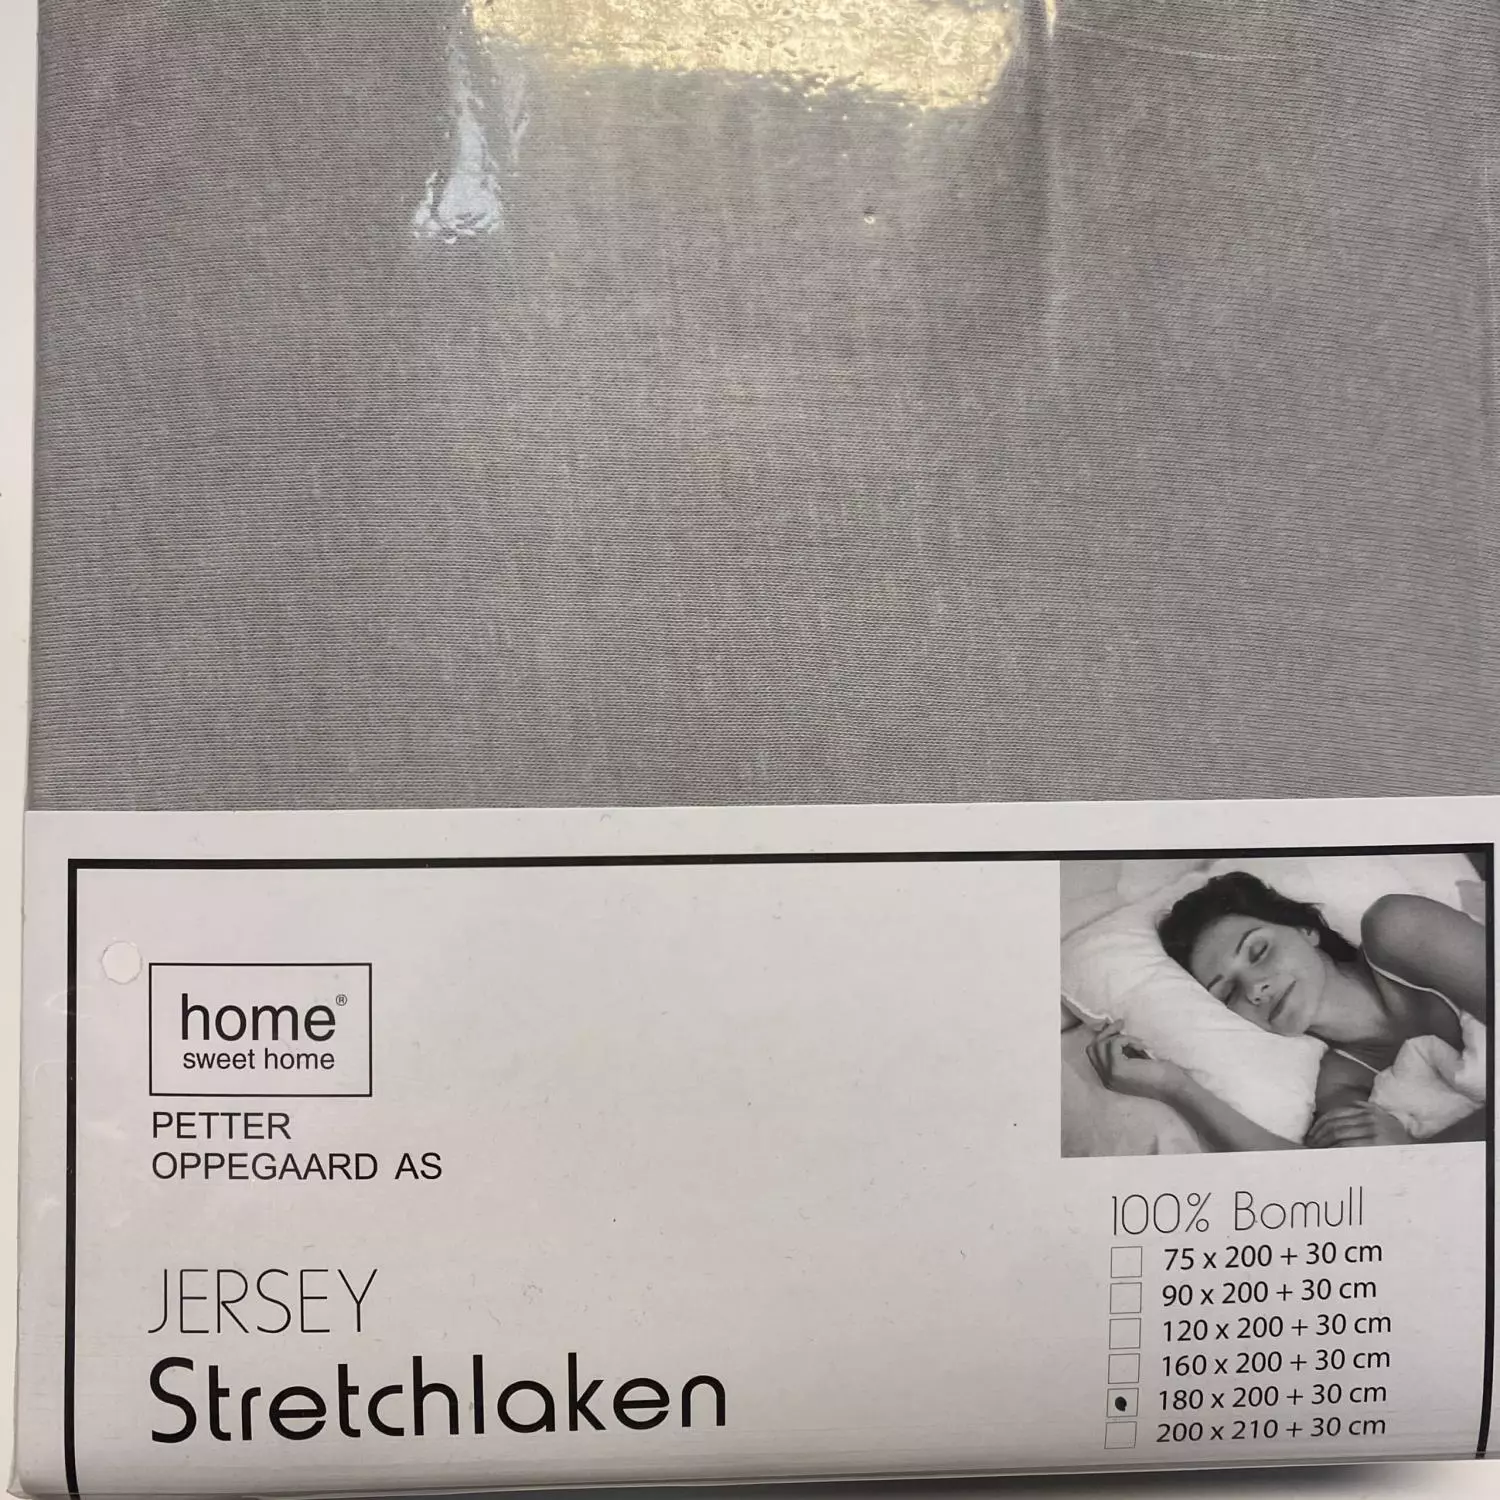 home®
sweet home
PETTER
OPPEGAARD AS
JERSEY
Stretchlaken
100% Bomull
75 x 200 + 30 cm
90 x 200 + 30 cm
120 x 200 + 30 cm
160 x 200 + 30 cm
180 x 200 + 30 cm
200 x 210 + 30 cm